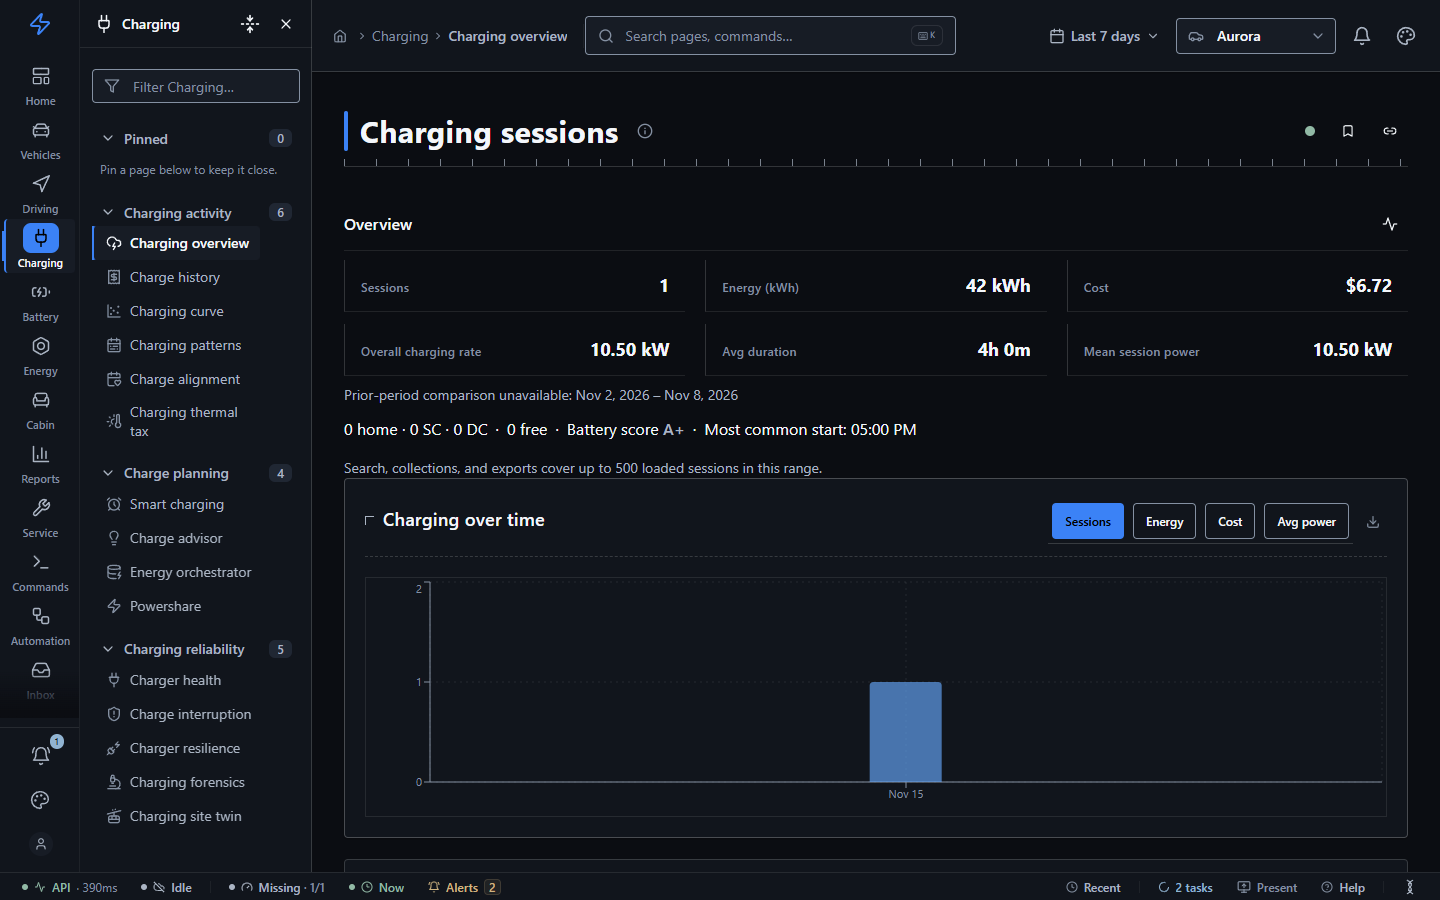 Charging
Charging
Charging overview
Search pages, commands...
K
Last 7 days
Aurora
Home
Vehicles
Driving
Charging
Battery
Energy
Cabin
Reports
Service
Commands
Automation
Inbox
1
Filter Charging...
Pinned 0
Pin a page below to keep it close.
Charging activity 6
Charging overview
Charge history
Charging curve
Charging patterns
Charge alignment
Charging thermal
tax
Charge planning 4
Smart charging
Charge advisor
Energy orchestrator
Powershare
Charging reliability 5
Charger health
Charge interruption
Charger resilience
Charging forensics
Charging site twin
Charging sessions
Overview
Sessions 1
Energy (kWh) 42 kWh
Cost $6.72
Overall charging rate 10.50 kW
Avg duration 4h 0m
Mean session power 10.50 kW
Prior-period comparison unavailable: Nov 2, 2026 – Nov 8, 2026
0 home · 0 SC · 0 DC · 0 free · Battery score A+ · Most common start: 05:00 PM
Search, collections, and exports cover up to 500 loaded sessions in this range.
Charging over time
Sessions Energy Cost Avg power
2
1
0
Nov 15
API · 390ms
Idle
Missing · 1/1
Now
Alerts 2
Recent
2 tasks
Present
Help